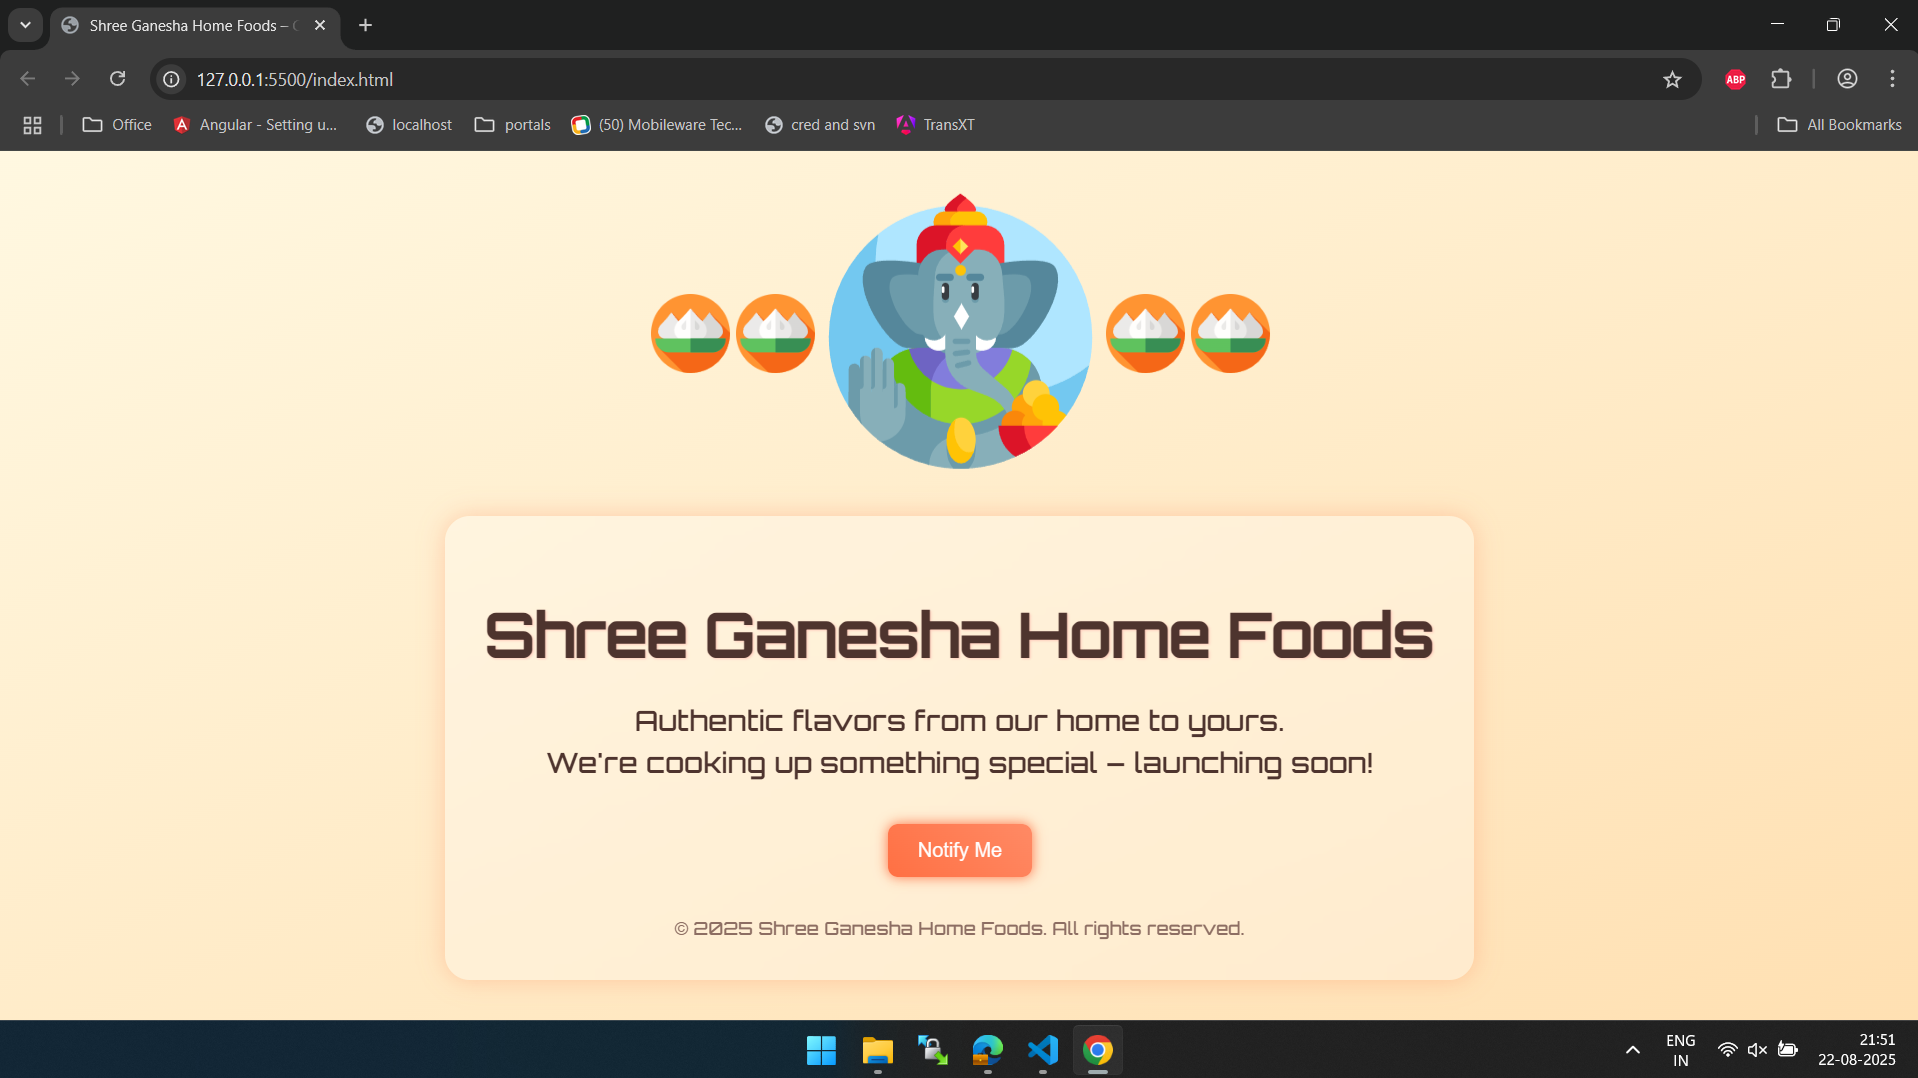 Shree Ganesha Home Foods –
127.0.0.1:5500/index.html
ABP
Office
Angular - Setting u...
localhost
portals
(50) Mobileware Tec...
cred and svn
TransXT
All Bookmarks
Shree Ganesha Home Foods
Authentic flavors from our home to yours.
We're cooking up something special – launching soon!
Notify Me
© 2025 Shree Ganesha Home Foods. All rights reserved.
ENG
IN
21:51
22-08-2025